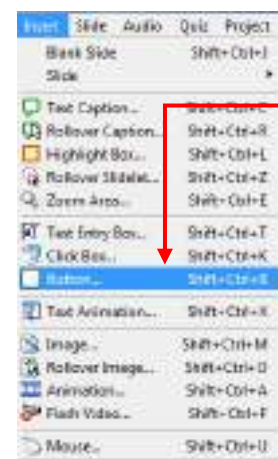 Insert Slide Audio Quiz Project
Blank Slide Shift+Ctrl+J
Slide
Text Caption... Shift+Ctrl+C
Rollover Caption... Shift+Ctrl+R
Highlight Box... Shift+Ctrl+L
Rollover Slidelet... Shift+Ctrl+Z
Zoom Area... Shift+Ctrl+E
Text Entry Box... Shift+Ctrl+T
Click Box... Shift+Ctrl+K
Button... Shift+Ctrl+B
Text Animation... Shift+Ctrl+X
Image... Shift+Ctrl+M
Rollover Image... Shift+Ctrl+O
Animation... Shift+Ctrl+A
Flash Video... Shift+Ctrl+F
Mouse... Shift+Ctrl+U